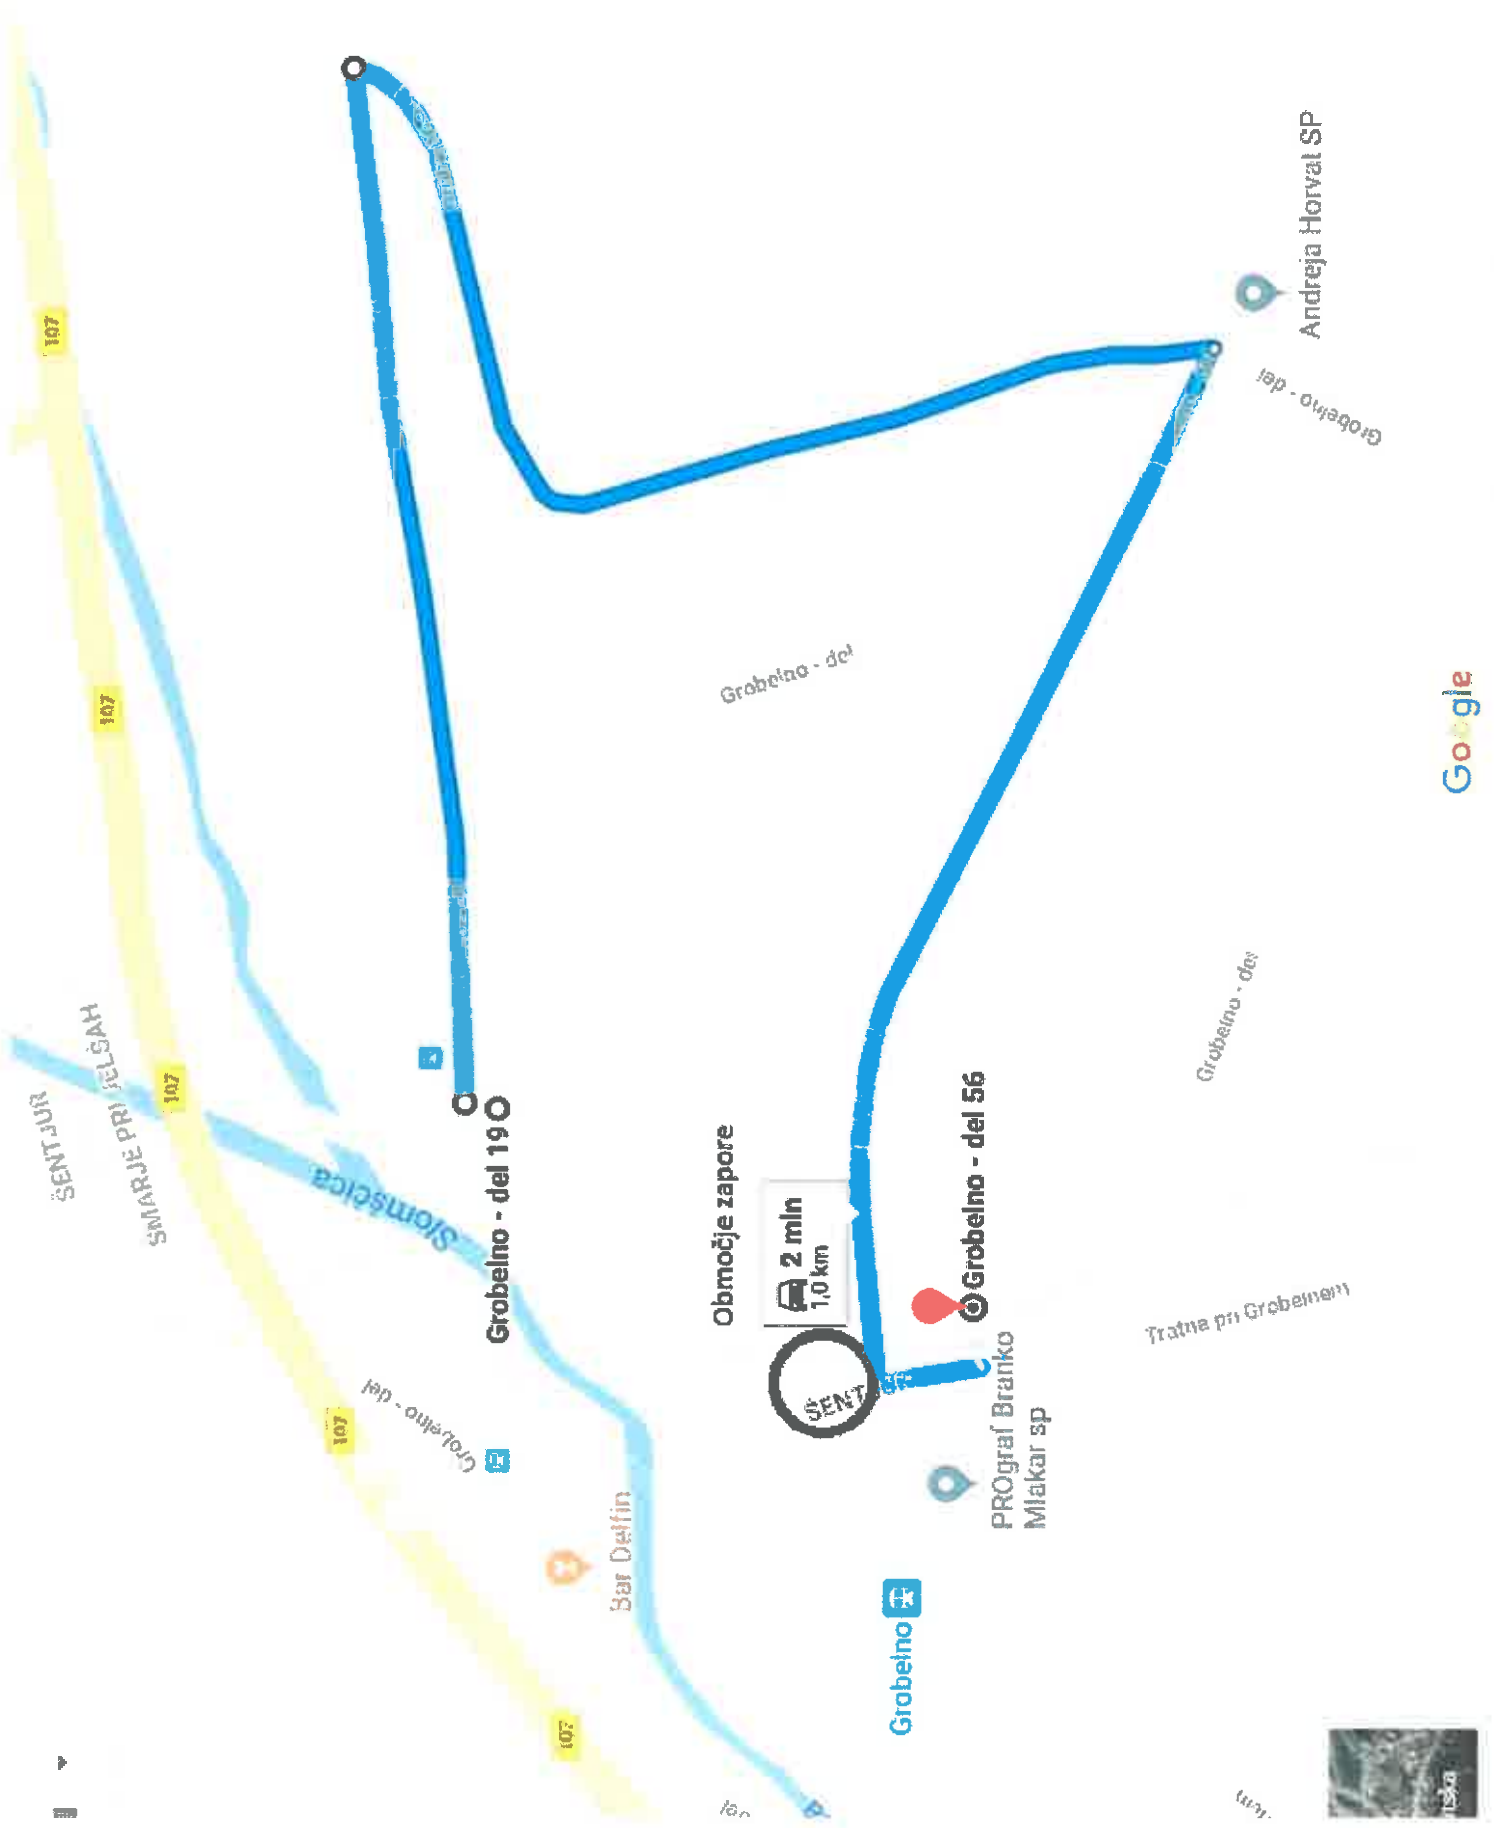 107
107
ŠENTJUR
ŠMARJE PRI JELŠAH
107
107
107
Grobelno - del
Bar Delfin
Grobelno - del 19
Območje zapore
2 min
1,0 km
ŠENT
Grobelno - del 56
PROgraf Branko
Mlakar sp
Grobelno
Grobelno - del
Andreja Horvat SP
Grobelno - del
Grobelno - del
Tratna pri Grobelnem
Google